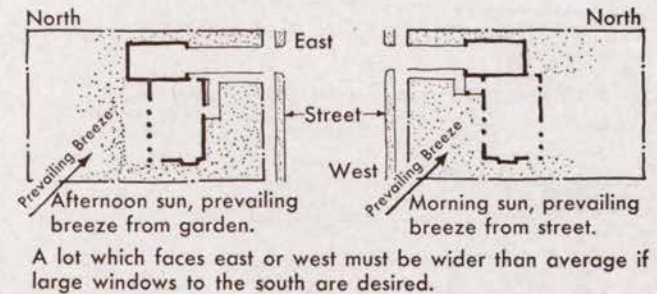 North
North
East
Street
West
Prevailing Breeze
Prevailing Breeze
Afternoon sun, prevailing
breeze from garden.
Morning sun, prevailing
breeze from street.
A lot which faces east or west must be wider than average if
large windows to the south are desired.